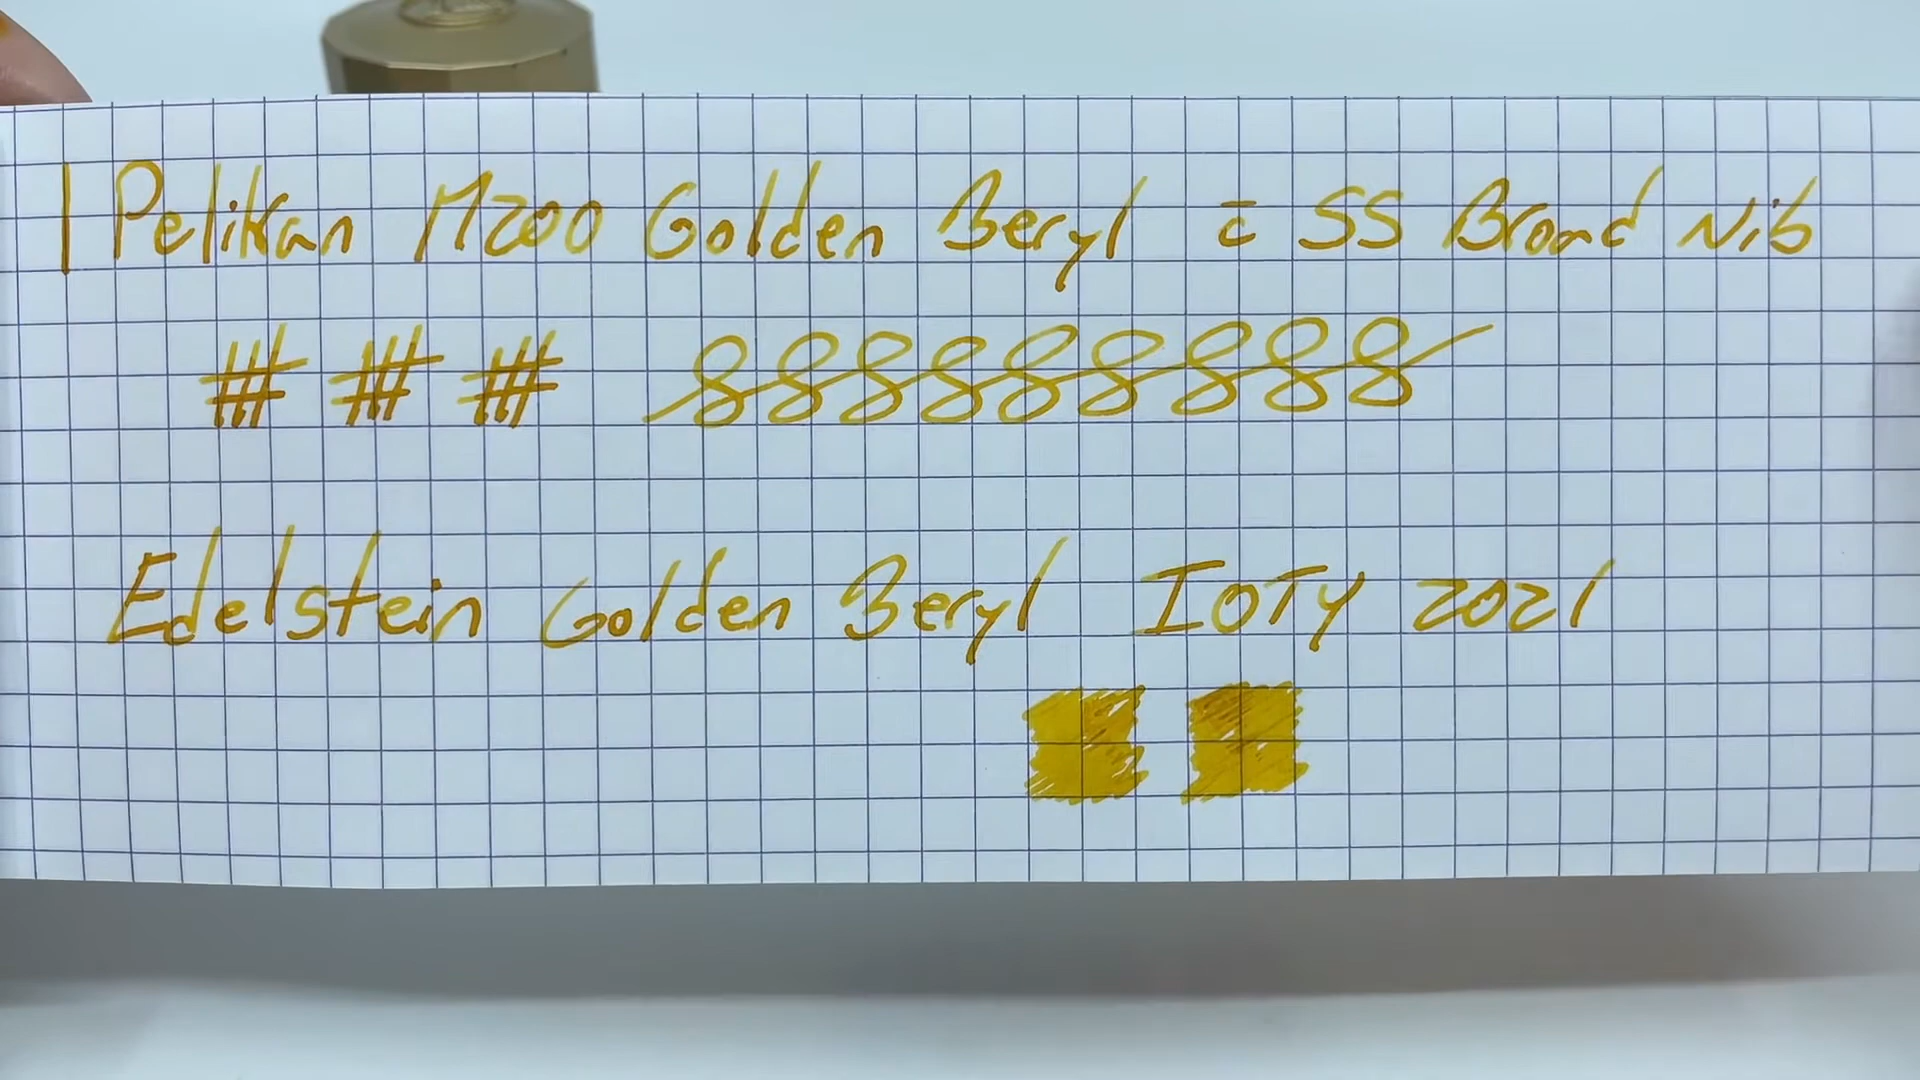 Pelikan M200 Golden Beryl c̄ SS Broad Nib
# # # 888888888
Edelstein Golden Beryl IOTY 2021